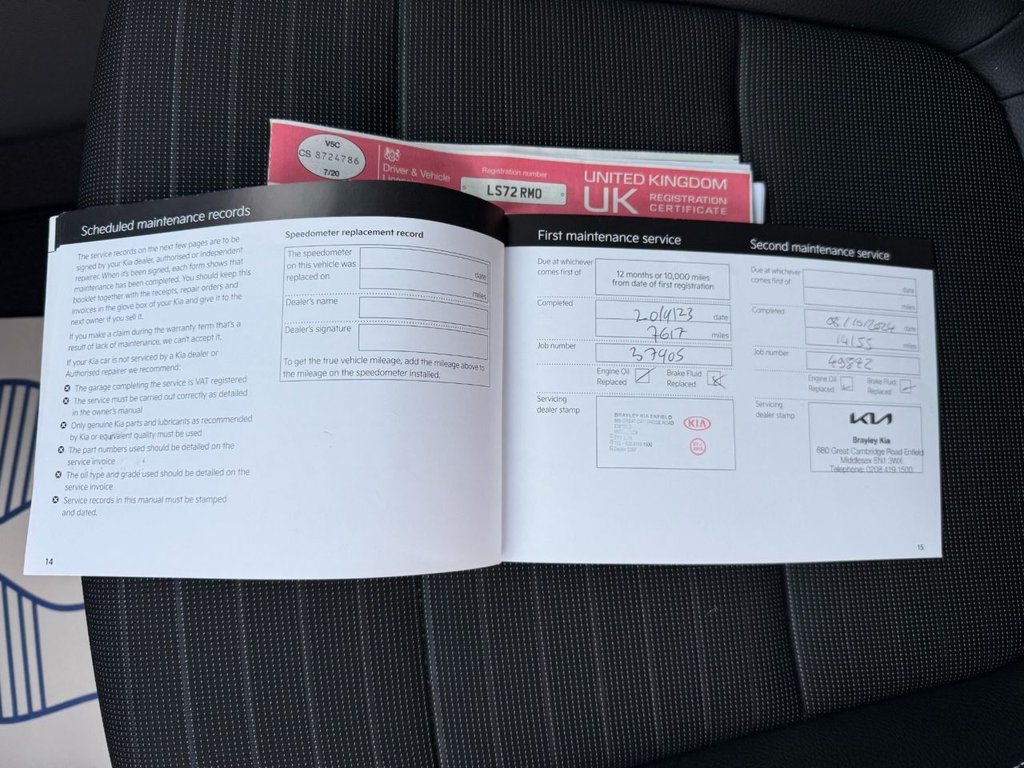 V5C
CS 8724786
7/20
Driver & Vehicle
Registration number
LS72 RMO
UNITED KINGDOM
UK REGISTRATION
CERTIFICATE
Scheduled maintenance records
The service records on the next few pages are to be
signed by your Kia dealer, authorised or independent
repairer. When it's been signed, each form shows that
maintenance has been completed. You should keep this
booklet together with the receipts, repair orders and
invoices in the glove box of your Kia and give it to the
next owner if you sell it.
If you make a claim during the warranty term that's a
result of lack of maintenance, we can't accept it.
If your Kia car is not serviced by a Kia dealer or
Authorised repairer we recommend:
The garage completing the service is VAT registered
The service must be carried out correctly as detailed
in the owner's manual
Only genuine Kia parts and lubricants as recommended
by Kia or equivalent quality must be used
The part numbers used should be detailed on the
service invoice
The oil type and grade used should be detailed on the
service invoice
Service records in this manual must be stamped
and dated.
14
Speedometer replacement record
The speedometer
on this vehicle was
replaced on
date
miles
Dealer's name
Dealer's signature
To get the true vehicle mileage, add the mileage above to
the mileage on the speedometer installed.
First maintenance service
Due at whichever
comes first of
12 months or 10,000 miles
from date of first registration
Completed
date
7617 miles
Job number
37905
Engine Oil
Replaced
Brake Fluid
Replaced
Servicing
dealer stamp
BRAYLEY KIA ENFIELD
680 GREAT CAMBRIDGE ROAD
ENFIELD
KIA
Second maintenance service
Due at whichever
comes first of
date
miles
Completed
08/10/2024 date
14155 miles
Job number
49872
Engine Oil
Replaced
Brake Fluid
Replaced
Servicing
dealer stamp
KIA
Brayley Kia
680 Great Cambridge Road Enfield
Middlesex EN1 3WX
Telephone: 0208 419 1500
15